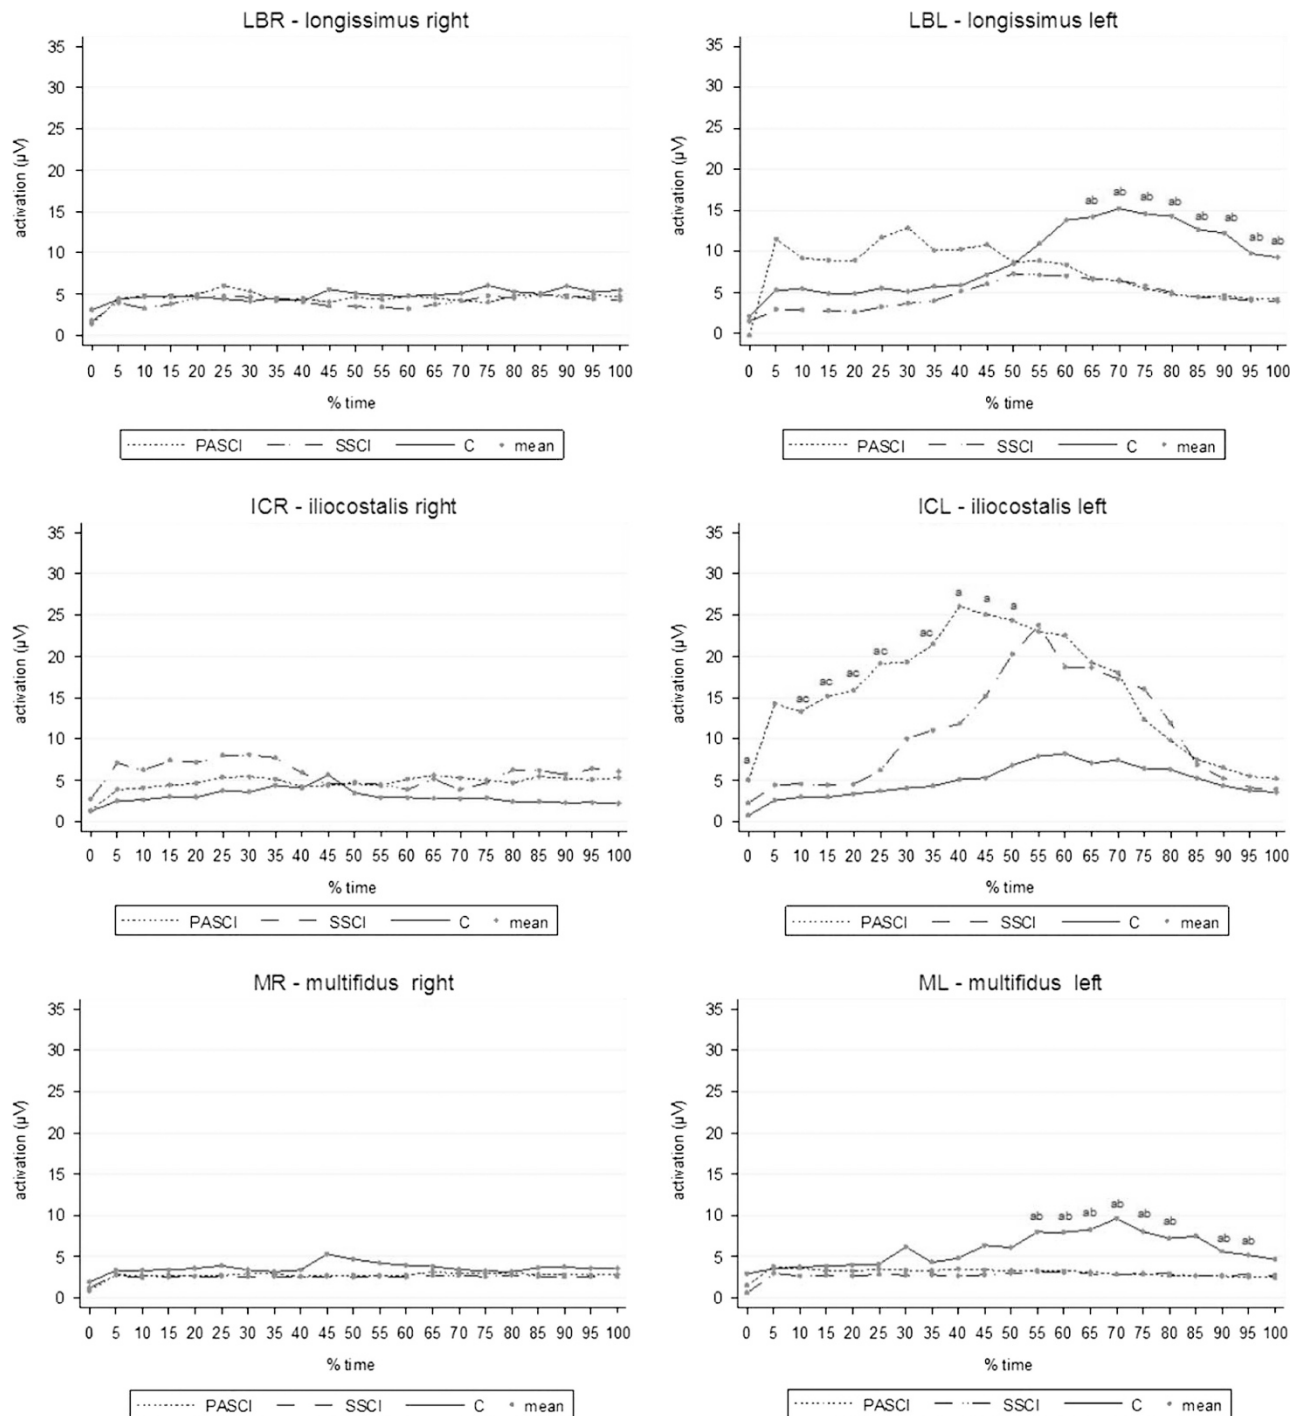 LBR - longissimus right
activation (µV)
35
30
25
20
15
10
5
0
0 5 10 15 20 25 30 35 40 45 50 55 60 65 70 75 80 85 90 95 100
% time
PASCI SSCI C mean
LBL - longissimus left
activation (µV)
35
30
25
20
15
10
5
0
ab ab ab ab ab ab ab ab
0 5 10 15 20 25 30 35 40 45 50 55 60 65 70 75 80 85 90 95 100
% time
PASCI SSCI C mean
ICR - iliocostalis right
activation (µV)
35
30
25
20
15
10
5
0
0 5 10 15 20 25 30 35 40 45 50 55 60 65 70 75 80 85 90 95 100
% time
PASCI SSCI C mean
ICL - iliocostalis left
activation (µV)
35
30
25
20
15
10
5
0
a ac ac ac ac ac a a a
0 5 10 15 20 25 30 35 40 45 50 55 60 65 70 75 80 85 90 95 100
% time
PASCI SSCI C mean
MR - multifidus right
activation (µV)
35
30
25
20
15
10
5
0
0 5 10 15 20 25 30 35 40 45 50 55 60 65 70 75 80 85 90 95 100
% time
PASCI SSCI C mean
ML - multifidus left
activation (µV)
35
30
25
20
15
10
5
0
ab ab ab ab ab ab ab ab
0 5 10 15 20 25 30 35 40 45 50 55 60 65 70 75 80 85 90 95 100
% time
PASCI SSCI C mean